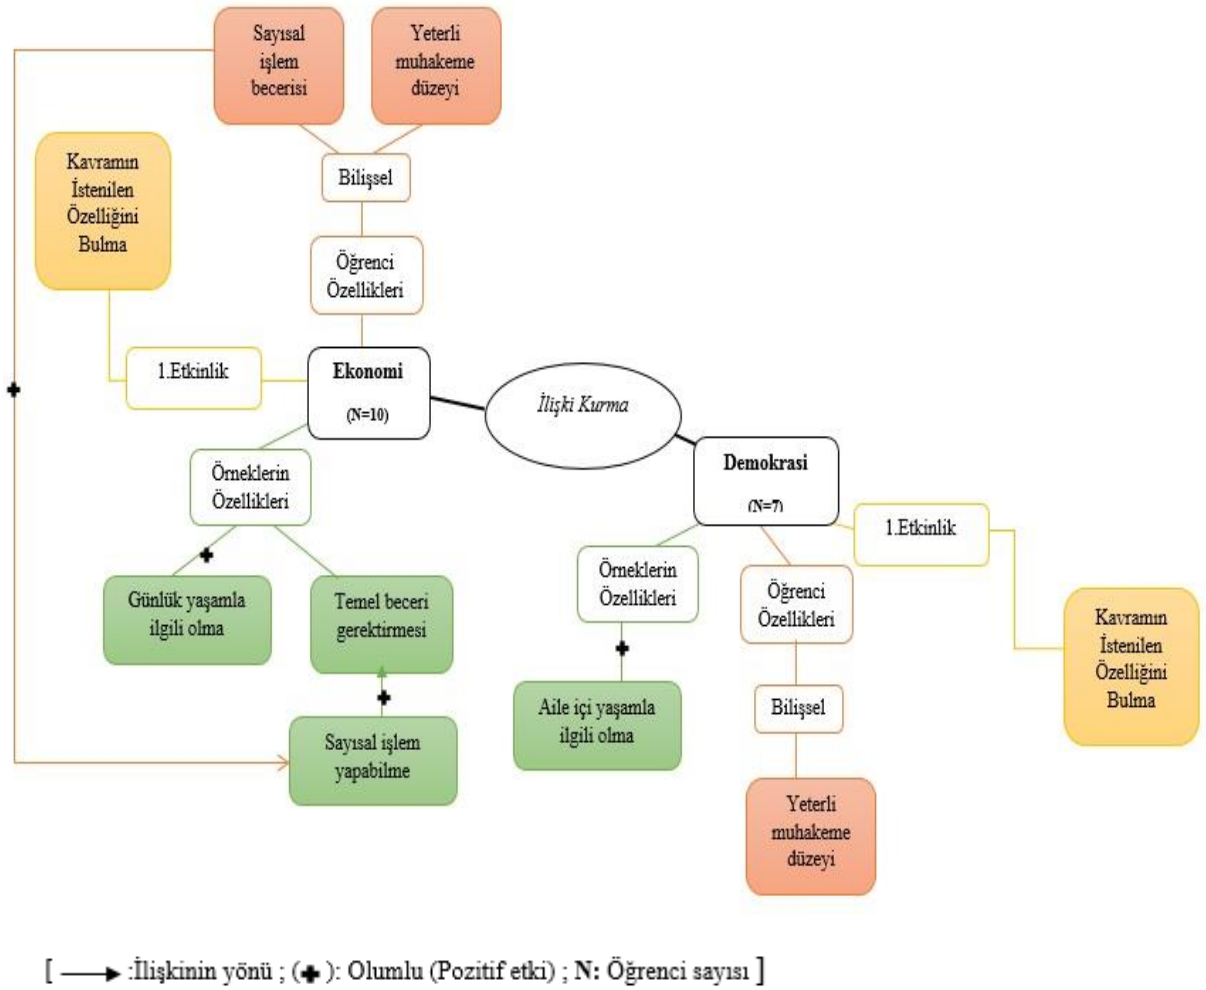 Sayısal
işlem
becerisi
Yeterli
muhakeme
düzeyi
Kavramın
İstenilen
Özelliğini
Bulma
Bilişsel
Öğrenci
Özellikleri
1.Etkinlik
Ekonomi
(N=10)
İlişki Kurma
Demokrasi
(N=7)
Örneklerin
Özellikleri
1.Etkinlik
Günlük yaşamla
ilgili olma
Temel beceri
gerektirmesi
Örneklerin
Özellikleri
Öğrenci
Özellikleri
Kavramın
İstenilen
Özelliğini
Bulma
Sayısal işlem
yapabilme
Aile içi yaşamla
ilgili olma
Bilişsel
Yeterli
muhakeme
düzeyi
[ → :İlişkinin yönü ; (✚ ): Olumlu (Pozitif etki) ; N: Öğrenci sayısı ]